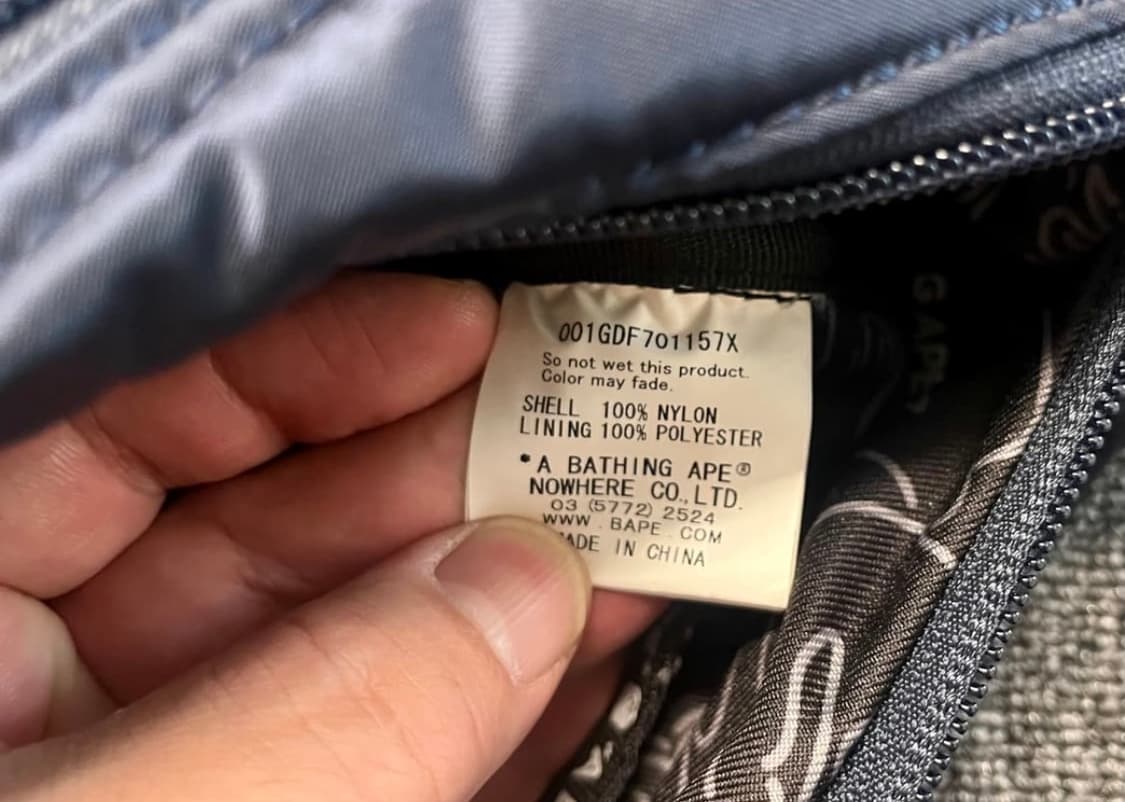 001GDF701157X
So not wet this product.
Color may fade.
SHELL 100% NYLON
LINING 100% POLYESTER
*A BATHING APE®
NOWHERE CO.,LTD.
03 (5772) 2524
WWW . BAPE . COM
ADE IN CHINA